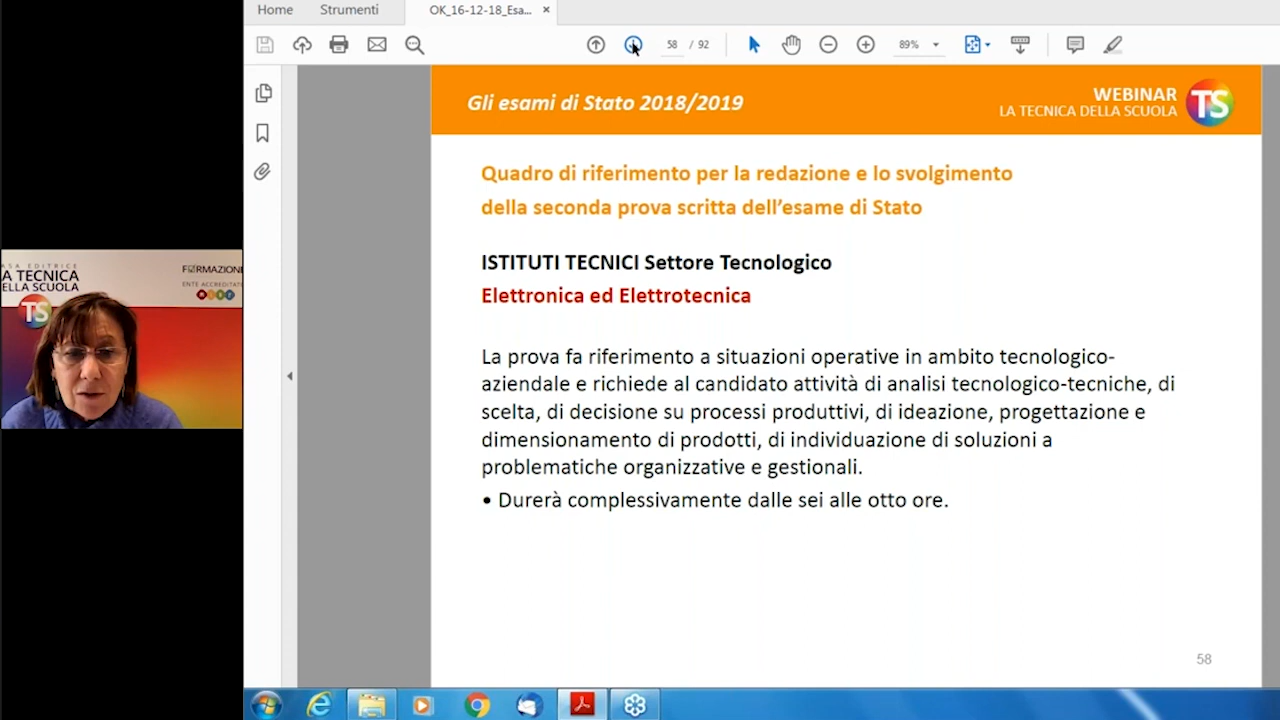 Home
Strumenti
OK_16-12-18_Esa... ×
58 / 92
89%
Gli esami di Stato 2018/2019
WEBINAR
LA TECNICA DELLA SCUOLA
TS
Quadro di riferimento per la redazione e lo svolgimento
della seconda prova scritta dell’esame di Stato
ISTITUTI TECNICI Settore Tecnologico
Elettronica ed Elettrotecnica
La prova fa riferimento a situazioni operative in ambito tecnologico-
aziendale e richiede al candidato attività di analisi tecnologico-tecniche, di
scelta, di decisione su processi produttivi, di ideazione, progettazione e
dimensionamento di prodotti, di individuazione di soluzioni a
problematiche organizzative e gestionali.
• Durerà complessivamente dalle sei alle otto ore.
58
ASA EDITRICE
A TECNICA
ELLA SCUOLA
TS
FORMAZIONE
ENTE ACCREDITAT